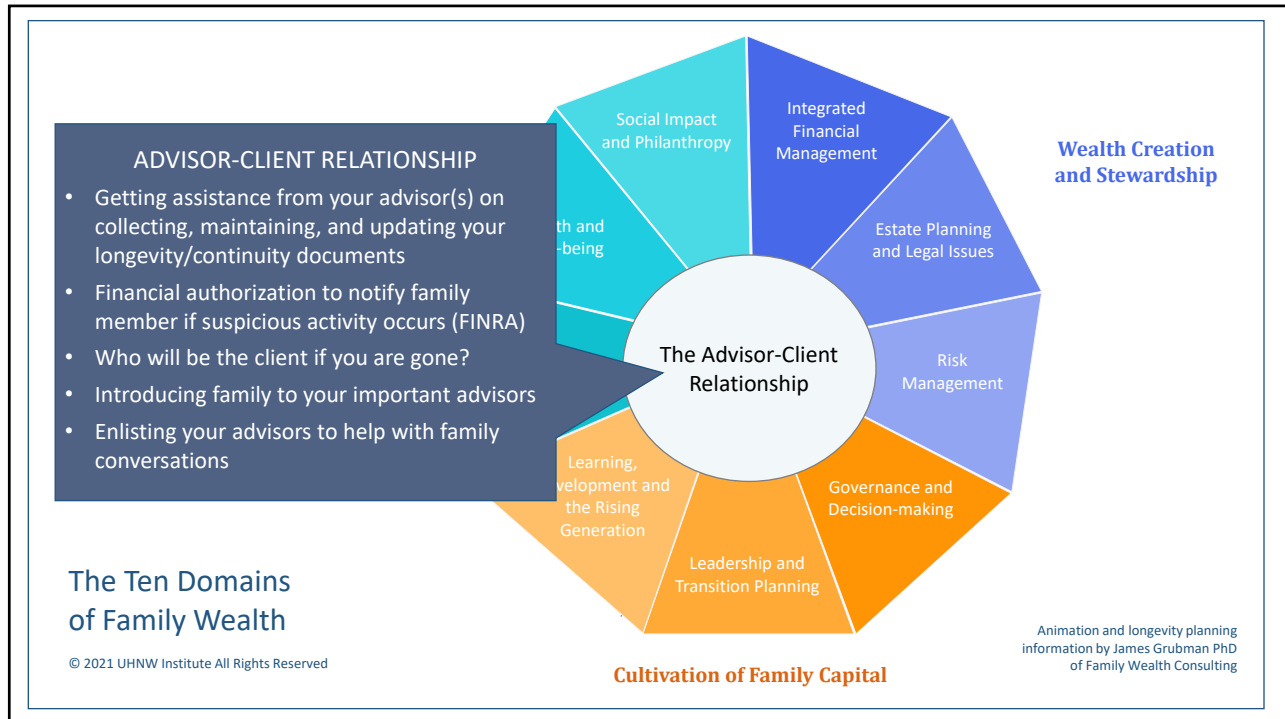 ADVISOR-CLIENT RELATIONSHIP
• Getting assistance from your advisor(s) on
collecting, maintaining, and updating your
longevity/continuity documents
• Financial authorization to notify family
member if suspicious activity occurs (FINRA)
• Who will be the client if you are gone?
• Introducing family to your important advisors
• Enlisting your advisors to help with family
conversations
Social Impact
and Philanthropy
Integrated
Financial
Management
Wealth Creation
and Stewardship
Estate Planning
and Legal Issues
The Advisor-Client
Relationship
Risk
Management
Learning,
the Rising
Generation
Governance and
Decision-making
Leadership and
Transition Planning
The Ten Domains
of Family Wealth
© 2021 UHNW Institute All Rights Reserved
Cultivation of Family Capital
Animation and longevity planning
information by James Grubman PhD
of Family Wealth Consulting